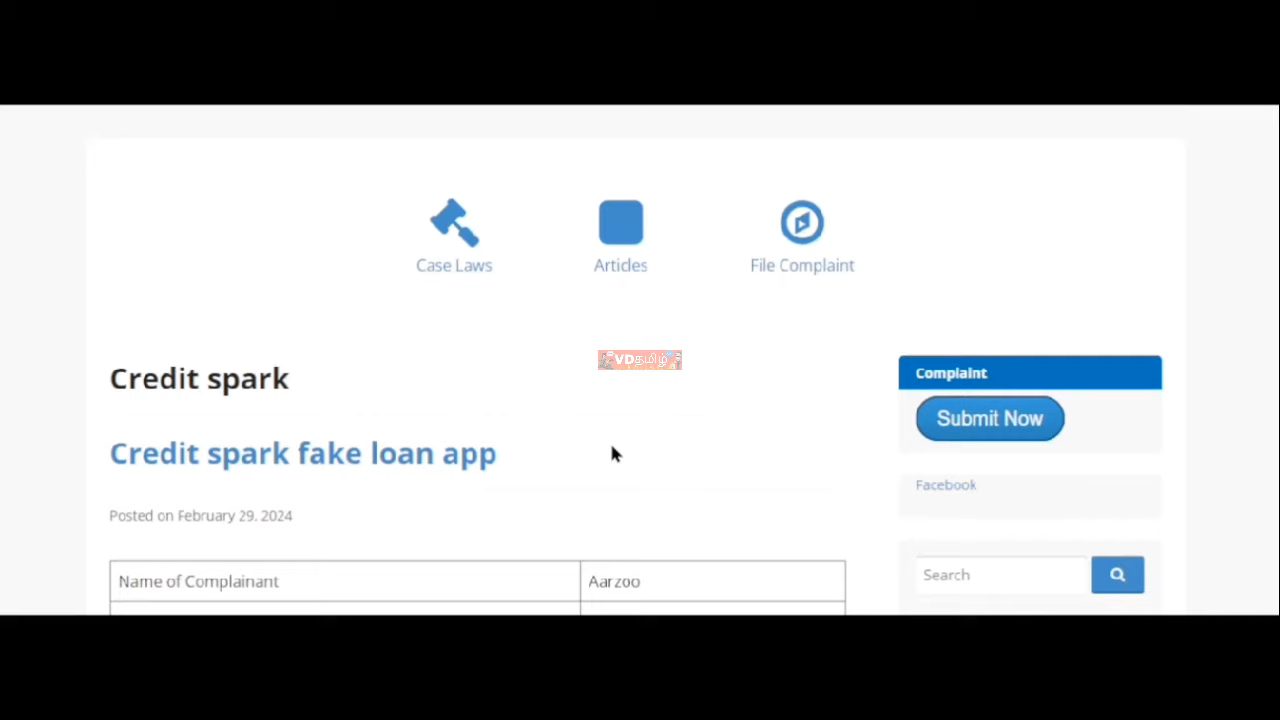 Case Laws
Articles
File Complaint
VDதமிழ்
Credit spark
Complaint
Submit Now
Credit spark fake loan app
Facebook
Posted on February 29, 2024
Search
Name of Complainant
Aarzoo